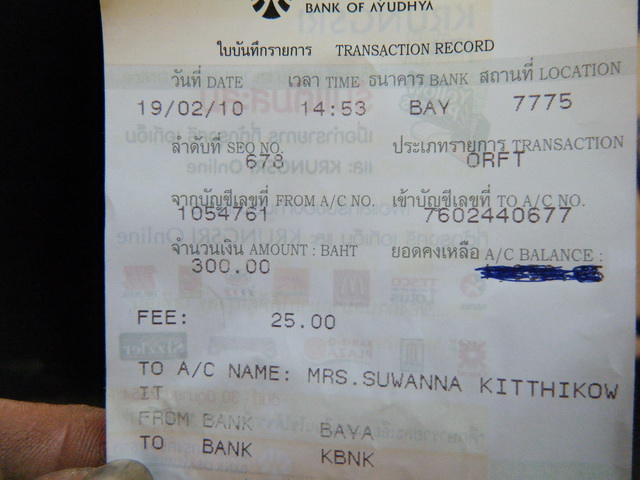 BANK OF AYUDHYA
ใบบันทึกรายการ TRANSACTION RECORD
วันที่ DATE เวลา TIME ธนาคาร BANK สถานที่ LOCATION
19/02/10 14:53 BAY 7775
ลำดับที่ SEQ NO. ประเภทรายการ TRANSACTION
678 ORFT
จากบัญชีเลขที่ FROM A/C NO. เข้าบัญชีเลขที่ TO A/C NO.
1054761 7602440677
จำนวนเงิน AMOUNT : BAHT ยอดคงเหลือ A/C BALANCE :
300.00
FEE: 25.00
TO A/C NAME: MRS.SUWANNA KITTHIKOW
IT
FROM BANK BAYA
TO BANK KBNK